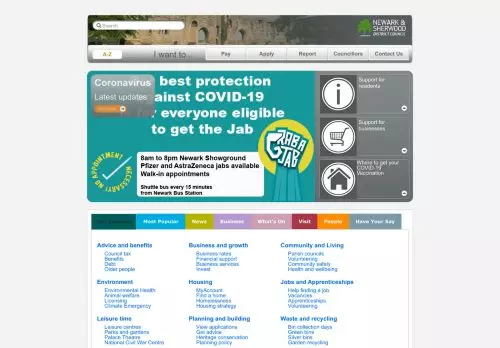 Search
NEWARK &
SHERWOOD
DISTRICT COUNCIL
A-Z
I want to...
Pay
Apply
Report
Councillors
Contact Us
Coronavirus
Latest updates
best protection
ainst COVID-19
everyone eligible
to get the Jab
NO APPOINTMENT NECESSARY!
GRAB A JAB
8am to 8pm Newark Showground
Pfizer and AstraZeneca jabs available
Walk-in appointments
Shuttle bus every 15 minutes
from Newark Bus Station
Support for
residents
Support for
businesses
Where to get your
COVID-19
Vaccination
Most Popular
News
Business
What's On
Visit
People
Have Your Say
Advice and benefits
Council tax
Benefits
Debt
Older people
Business and growth
Business rates
Financial support
Business services
Invest
Community and Living
Parish councils
Volunteering
Community safety
Health and wellbeing
Environment
Environmental Health
Animal welfare
Licensing
Climate Emergency
Housing
MyAccount
Find a home
Homelessness
Housing strategy
Jobs and Apprenticeships
Help finding a job
Vacancies
Apprenticeships
Volunteering
Leisure time
Leisure centres
Parks and gardens
Palace Theatre
National Civil War Centre
Planning and building
View applications
Get advice
Heritage conservation
Planning policy
Waste and recycling
Bin collection days
Green bins
Silver bins
Garden recycling